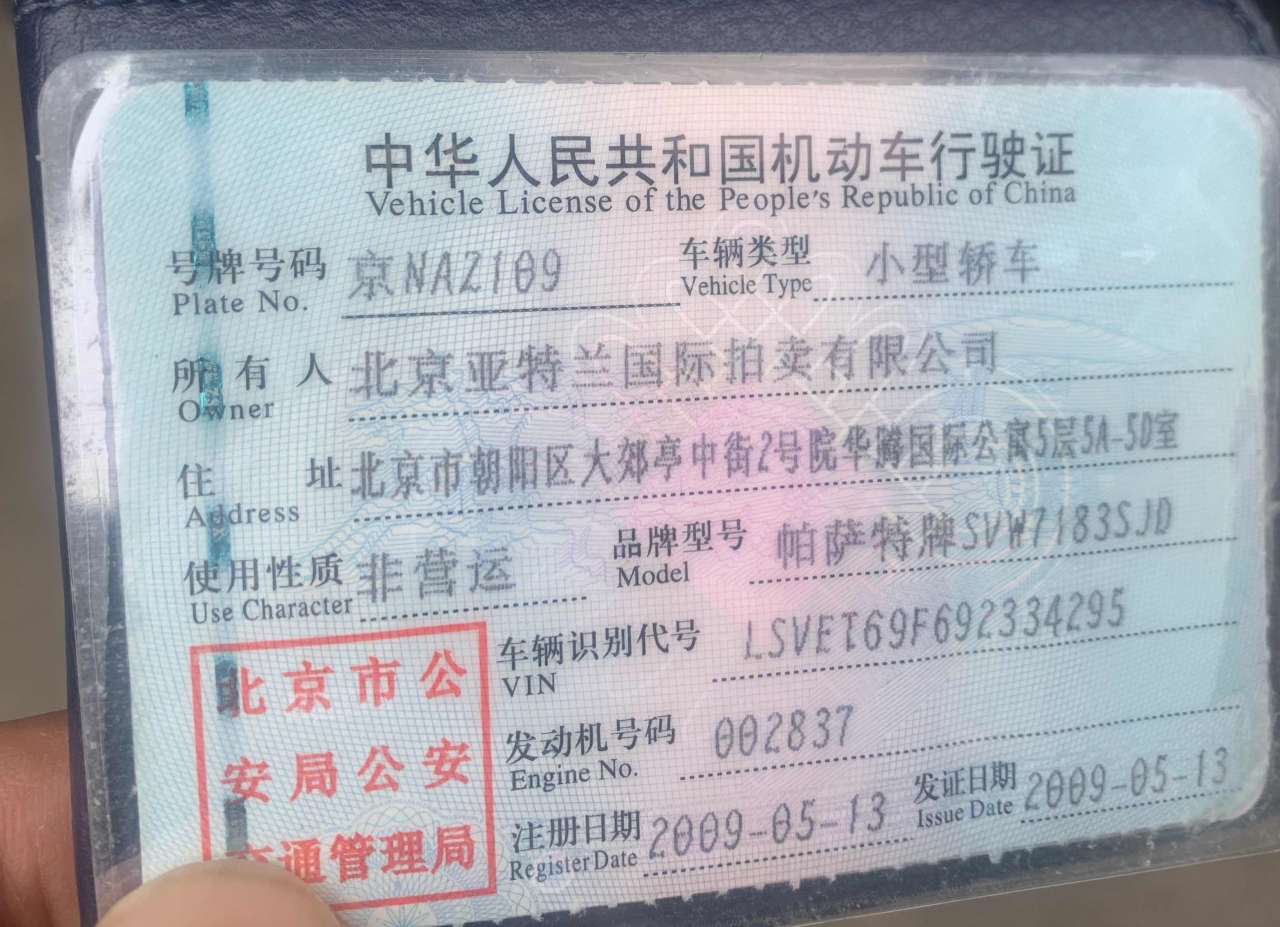 中华人民共和国机动车行驶证
Vehicle License of the People's Republic of China
号牌号码 京NAZ109 车辆类型 小型轿车
Plate No. Vehicle Type
所有人 北京亚特兰国际拍卖有限公司
Owner
住址 北京市朝阳区大郊亭中街2号院华腾国际公寓5层5A-5D室
Address
使用性质 非营运 品牌型号 帕萨特牌SVW7183SJD
Use Character Model
车辆识别代号 LSVET69F692334295
VIN
发动机号码 002837
Engine No.
注册日期 2009-05-13 发证日期 2009-05-13
Register Date Issue Date
北京市公
安局公安
交通管理局